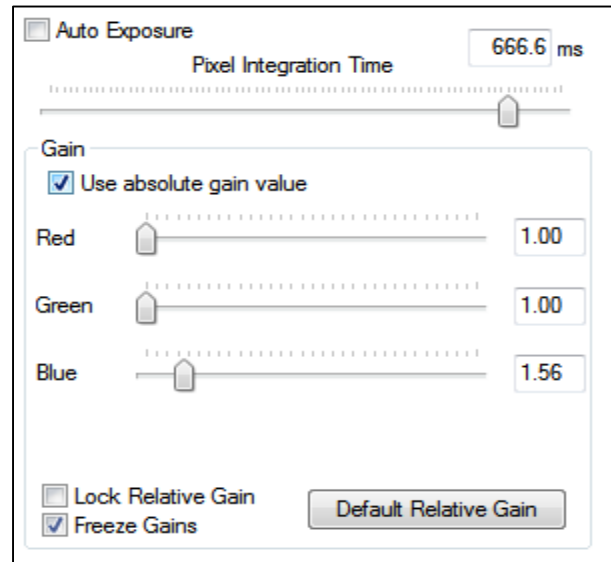 Auto Exposure
666.6 ms
Pixel Integration Time
Gain
Use absolute gain value
Red 1.00
Green 1.00
Blue 1.56
Lock Relative Gain
Freeze Gains
Default Relative Gain